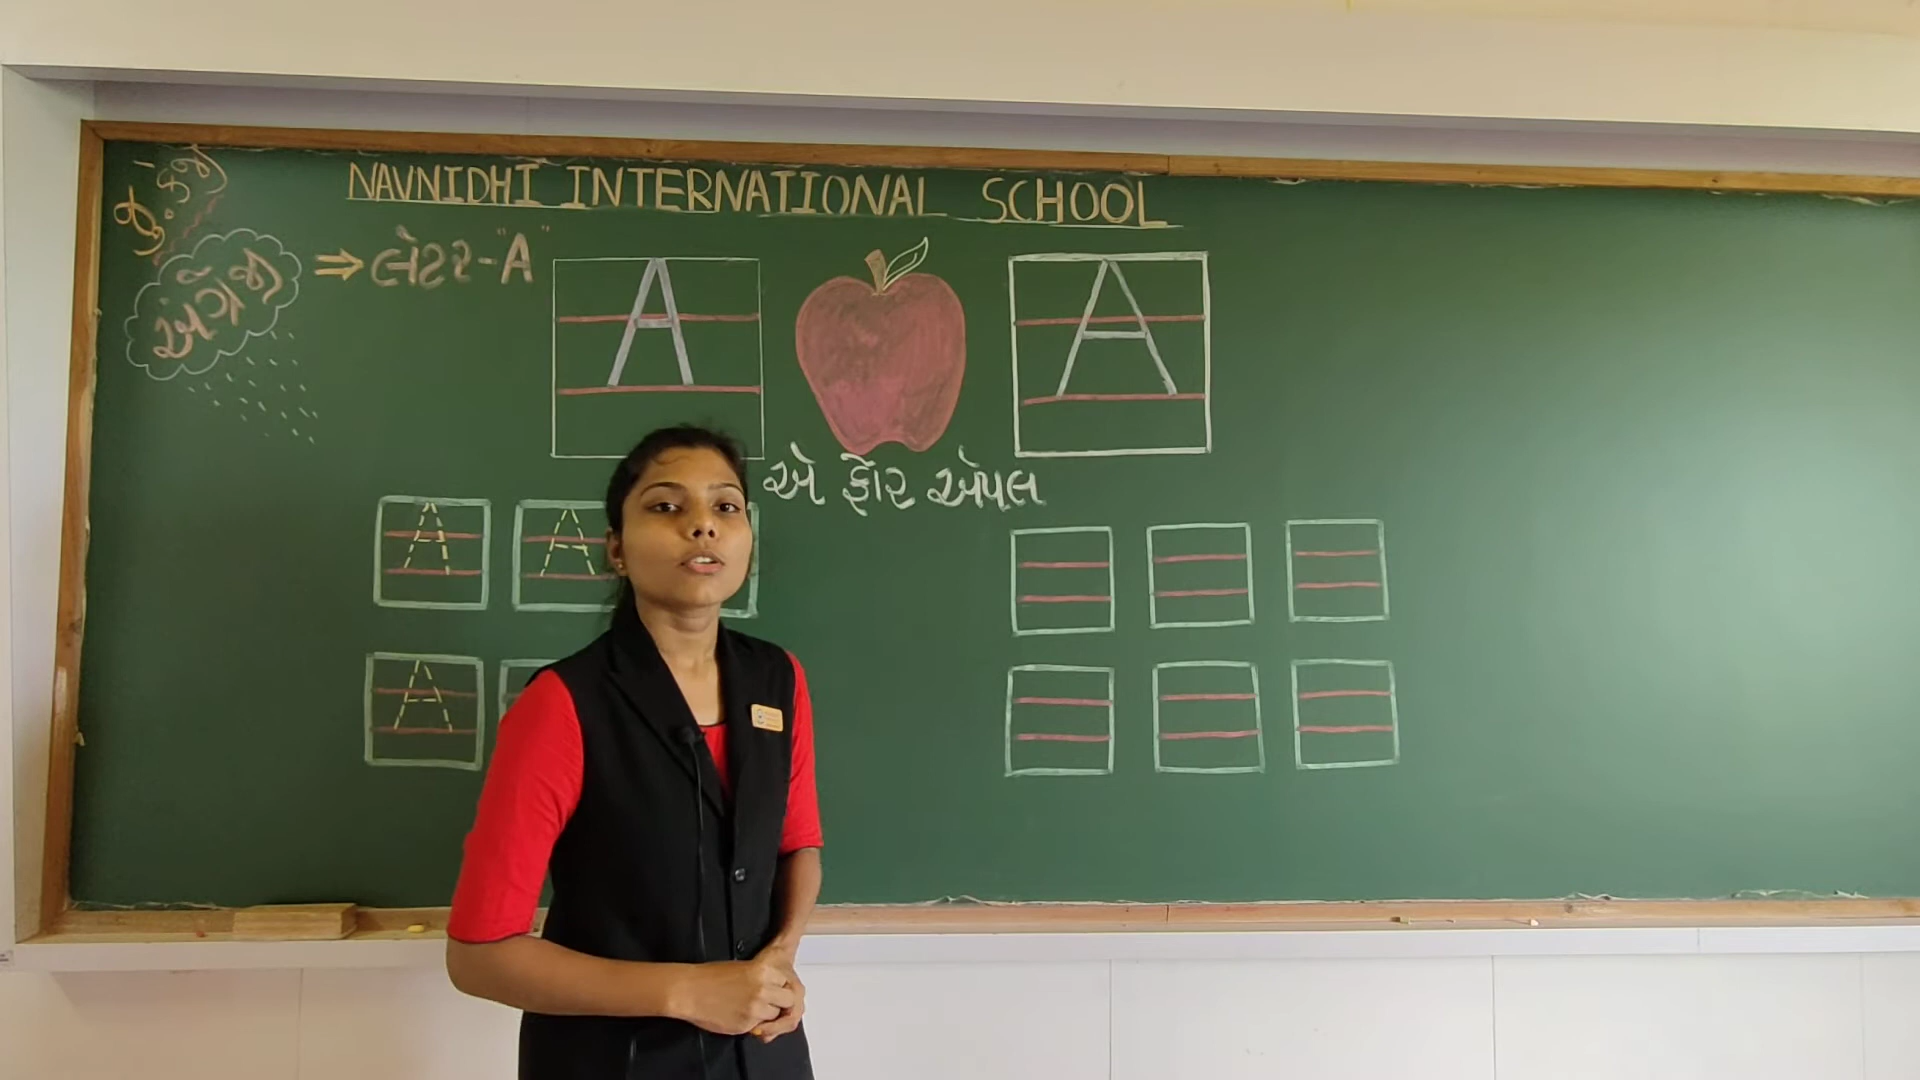 જુ.કે.જી
NAVNIDHI INTERNATIONAL SCHOOL
અંગ્રેજી ⇒ લેટર - "A"
A A
એ ફોર એપલ
A A
A